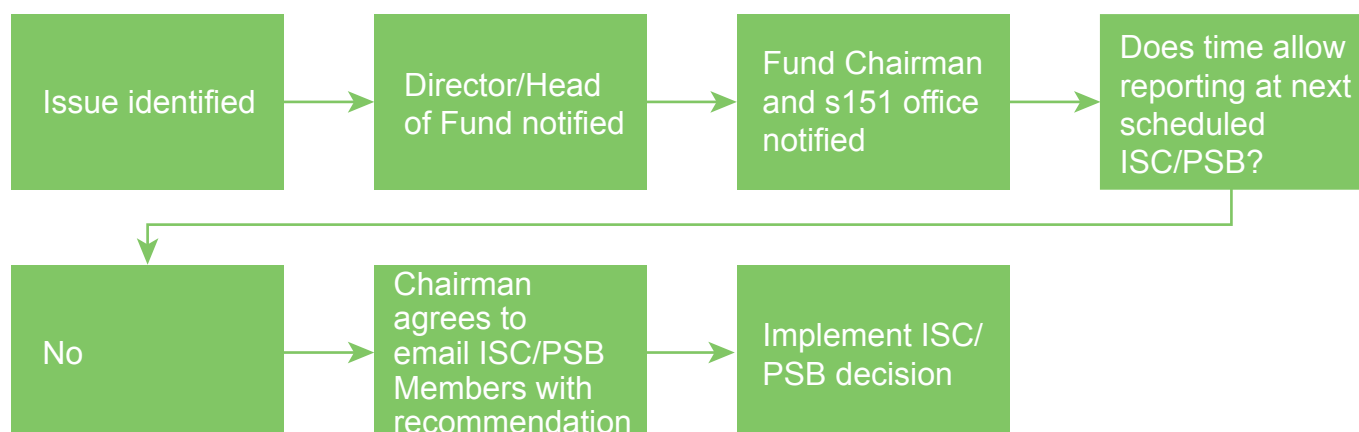 Issue identified
Director/Head
of Fund notified
Fund Chairman
and s151 office
notified
Does time allow
reporting at next
scheduled
ISC/PSB?
No
Chairman
agrees to
email ISC/PSB
Members with
recommendation
Implement ISC/
PSB decision